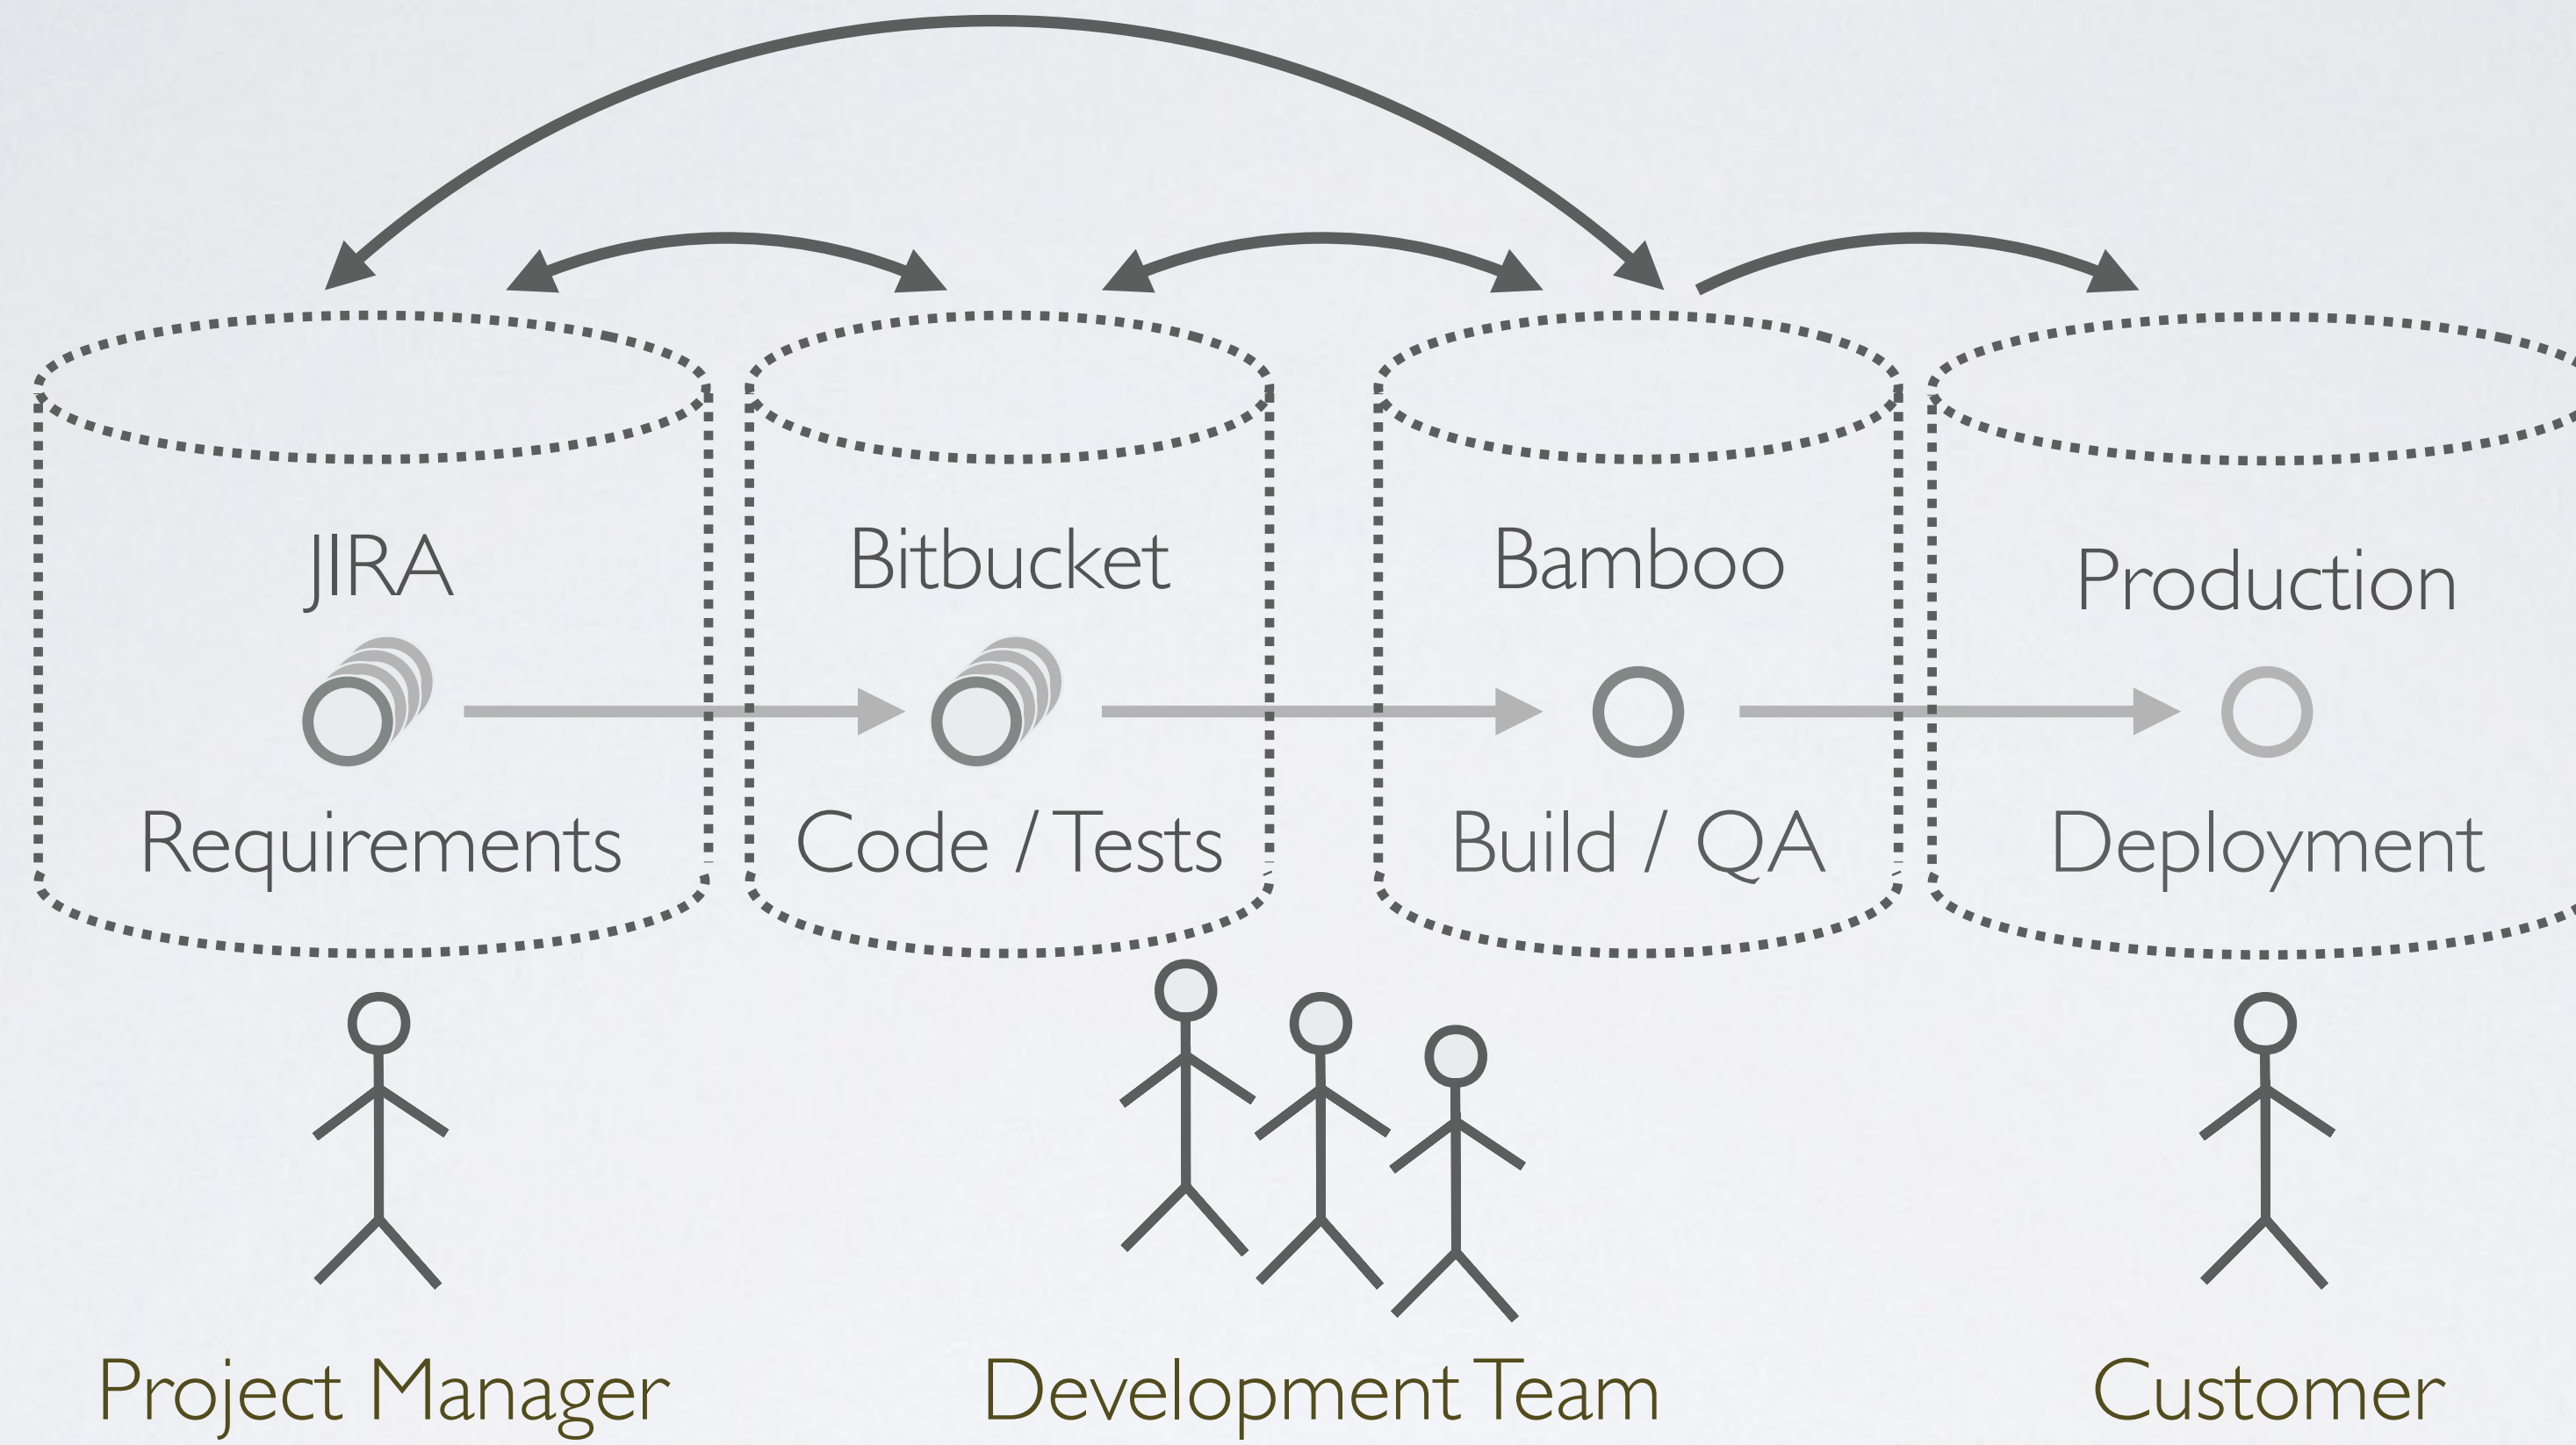 JIRA
Bitbucket
Bamboo
Production
Requirements
Code / Tests
Build / QA
Deployment
Project Manager
Development Team
Customer